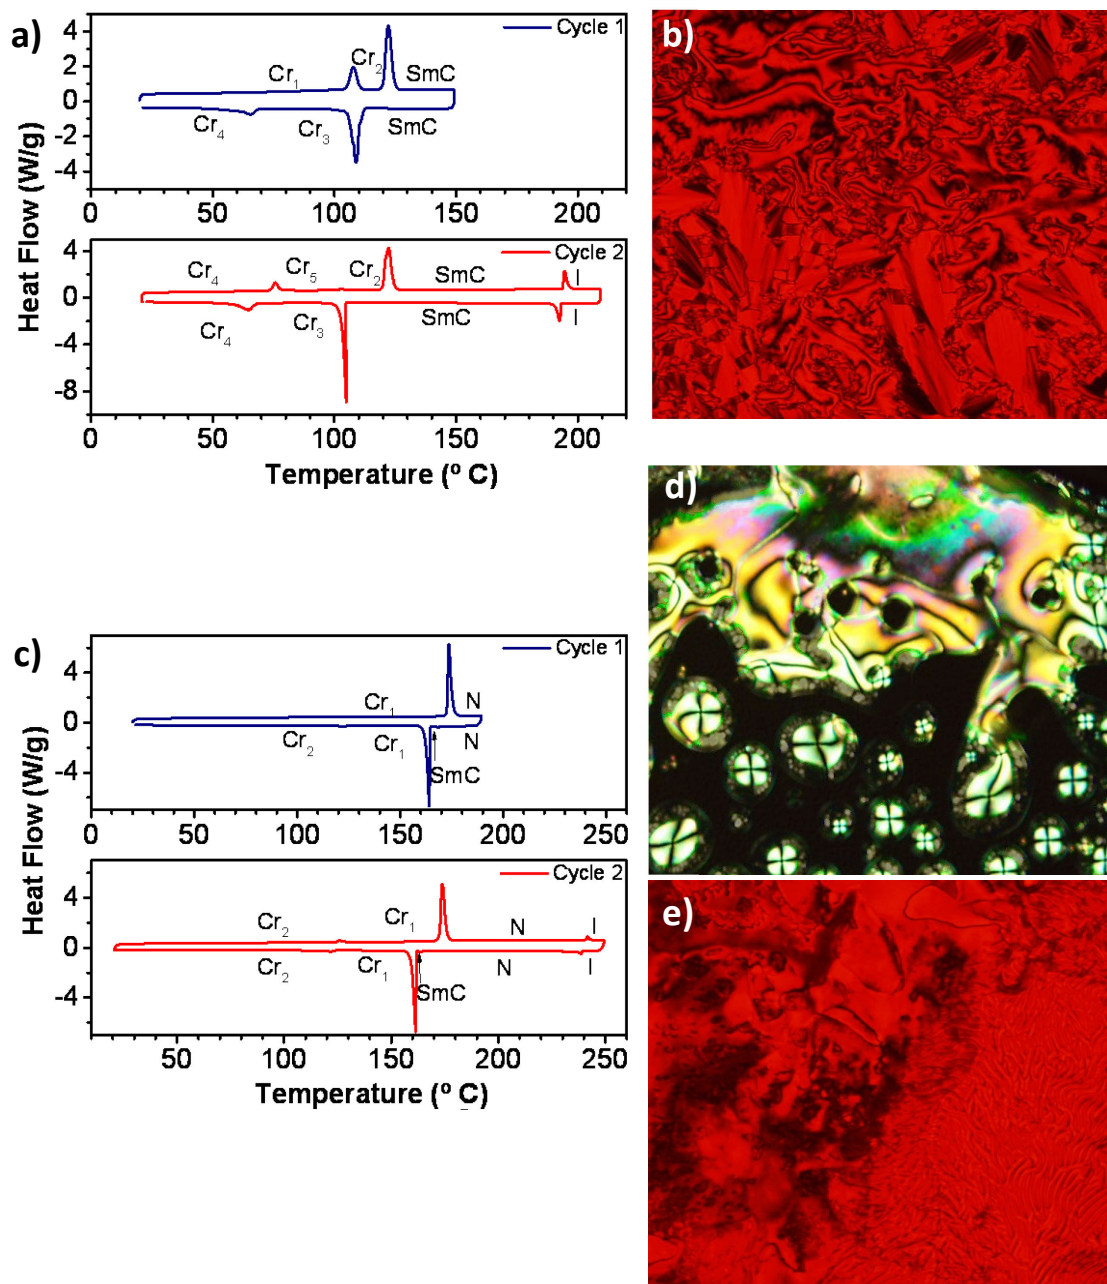 a)
Heat Flow (W/g)
4
2
0
-2
-4
Cycle 1
Cr1
Cr2
SmC
Cr4
Cr3
SmC
0 50 100 150 200
4
0
-4
-8
Cycle 2
Cr4
Cr5
Cr2
SmC
I
Cr4
Cr3
SmC
I
0 50 100 150 200
Temperature (º C)
b)
c)
Heat Flow (W/g)
4
0
-4
Cycle 1
Cr1
N
Cr2
Cr1
N
SmC
0 50 100 150 200 250
4
0
-4
Cycle 2
Cr2
Cr1
N
I
Cr2
Cr1
SmC
N
I
50 100 150 200 250
Temperature (º C)
d)
e)